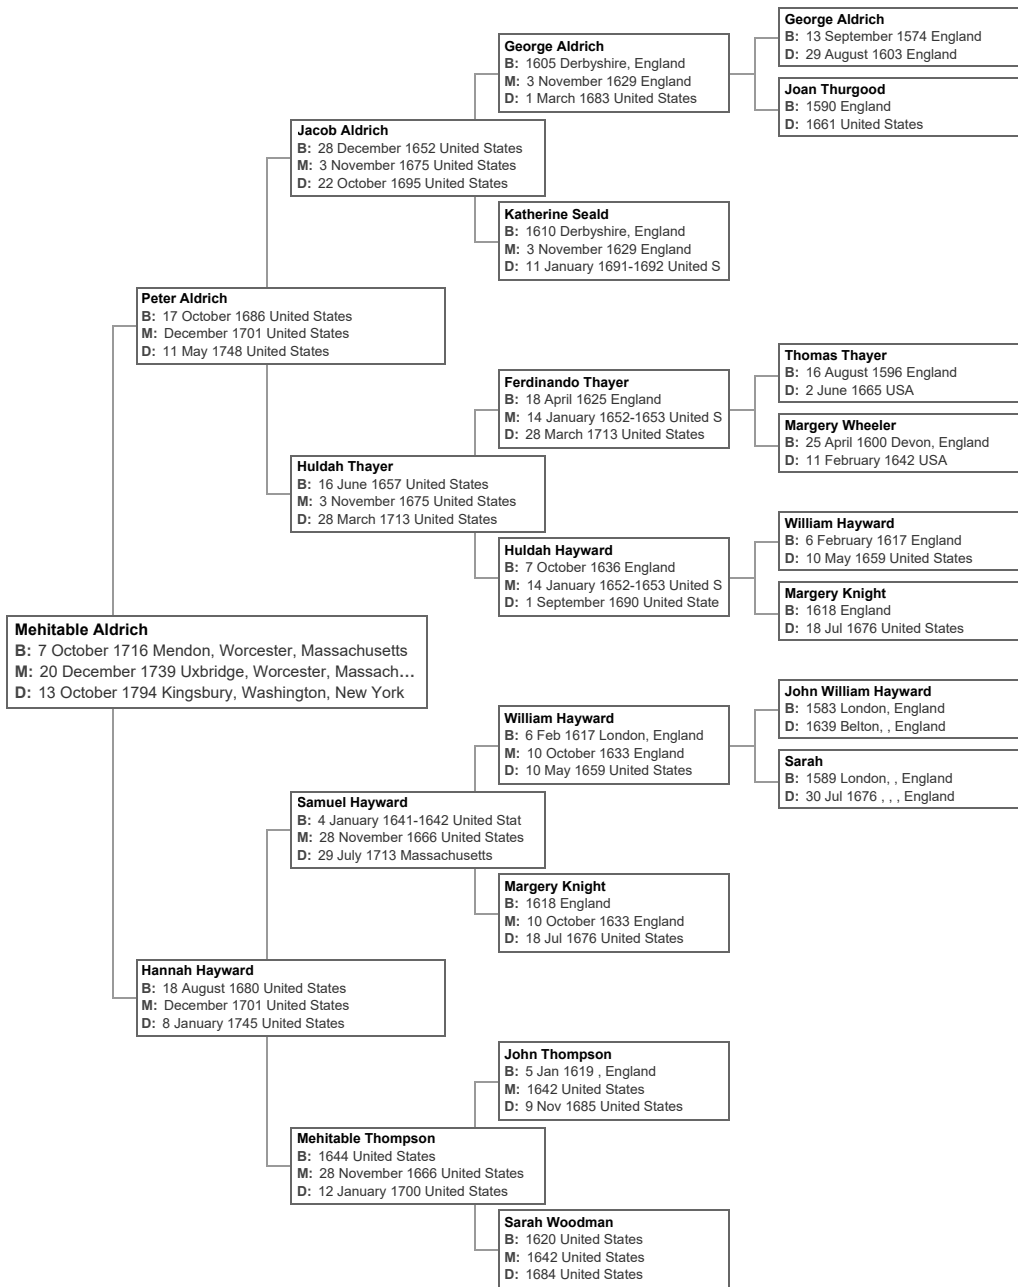 George Aldrich
B: 13 September 1574 England
D: 29 August 1603 England
George Aldrich
B: 1605 Derbyshire, England
M: 3 November 1629 England
D: 1 March 1683 United States
Joan Thurgood
B: 1590 England
D: 1661 United States
Jacob Aldrich
B: 28 December 1652 United States
M: 3 November 1675 United States
D: 22 October 1695 United States
Katherine Seald
B: 1610 Derbyshire, England
M: 3 November 1629 England
D: 11 January 1691-1692 United S
Peter Aldrich
B: 17 October 1686 United States
M: December 1701 United States
D: 11 May 1748 United States
Thomas Thayer
B: 16 August 1596 England
D: 2 June 1665 USA
Ferdinando Thayer
B: 18 April 1625 England
M: 14 January 1652-1653 United S
D: 28 March 1713 United States
Margery Wheeler
B: 25 April 1600 Devon, England
D: 11 February 1642 USA
Huldah Thayer
B: 16 June 1657 United States
M: 3 November 1675 United States
D: 28 March 1713 United States
William Hayward
B: 6 February 1617 England
D: 10 May 1659 United States
Huldah Hayward
B: 7 October 1636 England
M: 14 January 1652-1653 United S
D: 1 September 1690 United State
Margery Knight
B: 1618 England
D: 18 Jul 1676 United States
Mehitable Aldrich
B: 7 October 1716 Mendon, Worcester, Massachusetts
M: 20 December 1739 Uxbridge, Worcester, Massach...
D: 13 October 1794 Kingsbury, Washington, New York
John William Hayward
B: 1583 London, England
D: 1639 Belton, , England
William Hayward
B: 6 Feb 1617 London, England
M: 10 October 1633 England
D: 10 May 1659 United States
Sarah
B: 1589 London, , England
D: 30 Jul 1676 , , , England
Samuel Hayward
B: 4 January 1641-1642 United Stat
M: 28 November 1666 United States
D: 29 July 1713 Massachusetts
Margery Knight
B: 1618 England
M: 10 October 1633 England
D: 18 Jul 1676 United States
Hannah Hayward
B: 18 August 1680 United States
M: December 1701 United States
D: 8 January 1745 United States
John Thompson
B: 5 Jan 1619 , England
M: 1642 United States
D: 9 Nov 1685 United States
Mehitable Thompson
B: 1644 United States
M: 28 November 1666 United States
D: 12 January 1700 United States
Sarah Woodman
B: 1620 United States
M: 1642 United States
D: 1684 United States